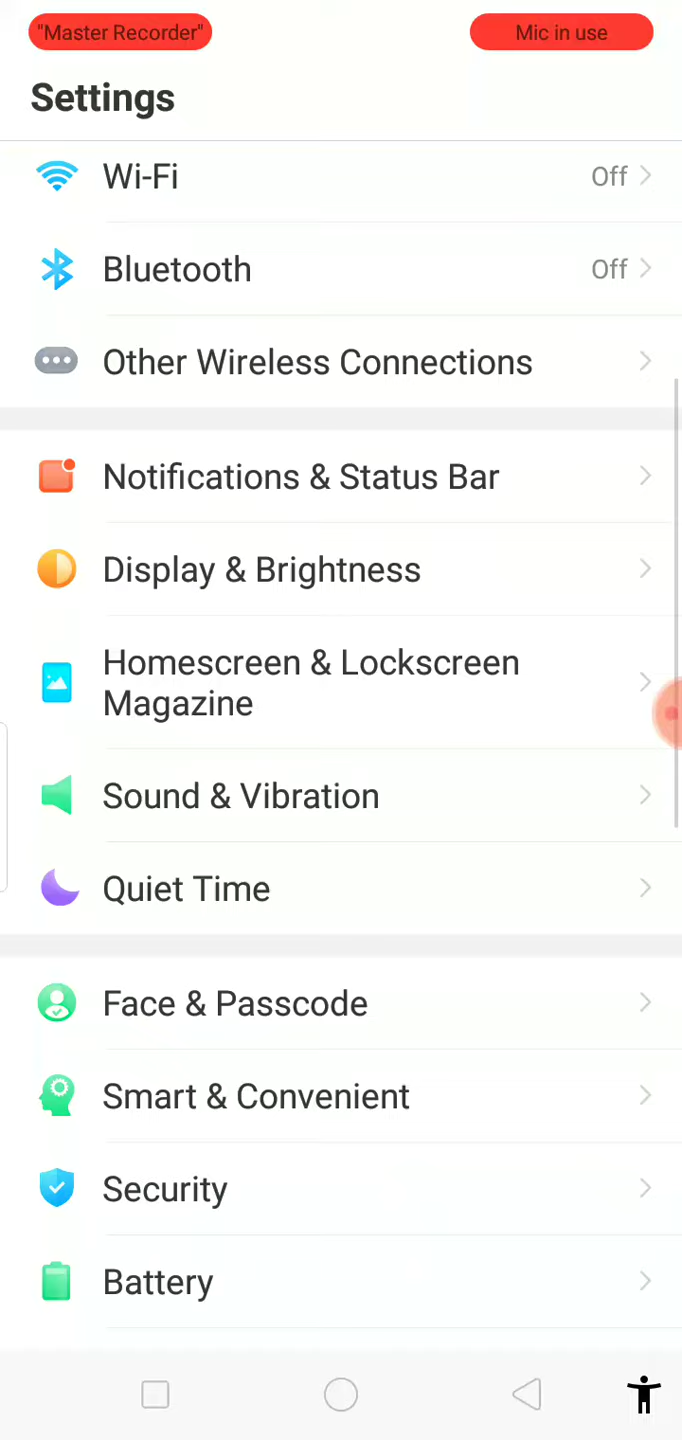 "Master Recorder"
Mic in use
Settings
Wi-Fi Off
Bluetooth Off
Other Wireless Connections
Notifications & Status Bar
Display & Brightness
Homescreen & Lockscreen
Magazine
Sound & Vibration
Quiet Time
Face & Passcode
Smart & Convenient
Security
Battery